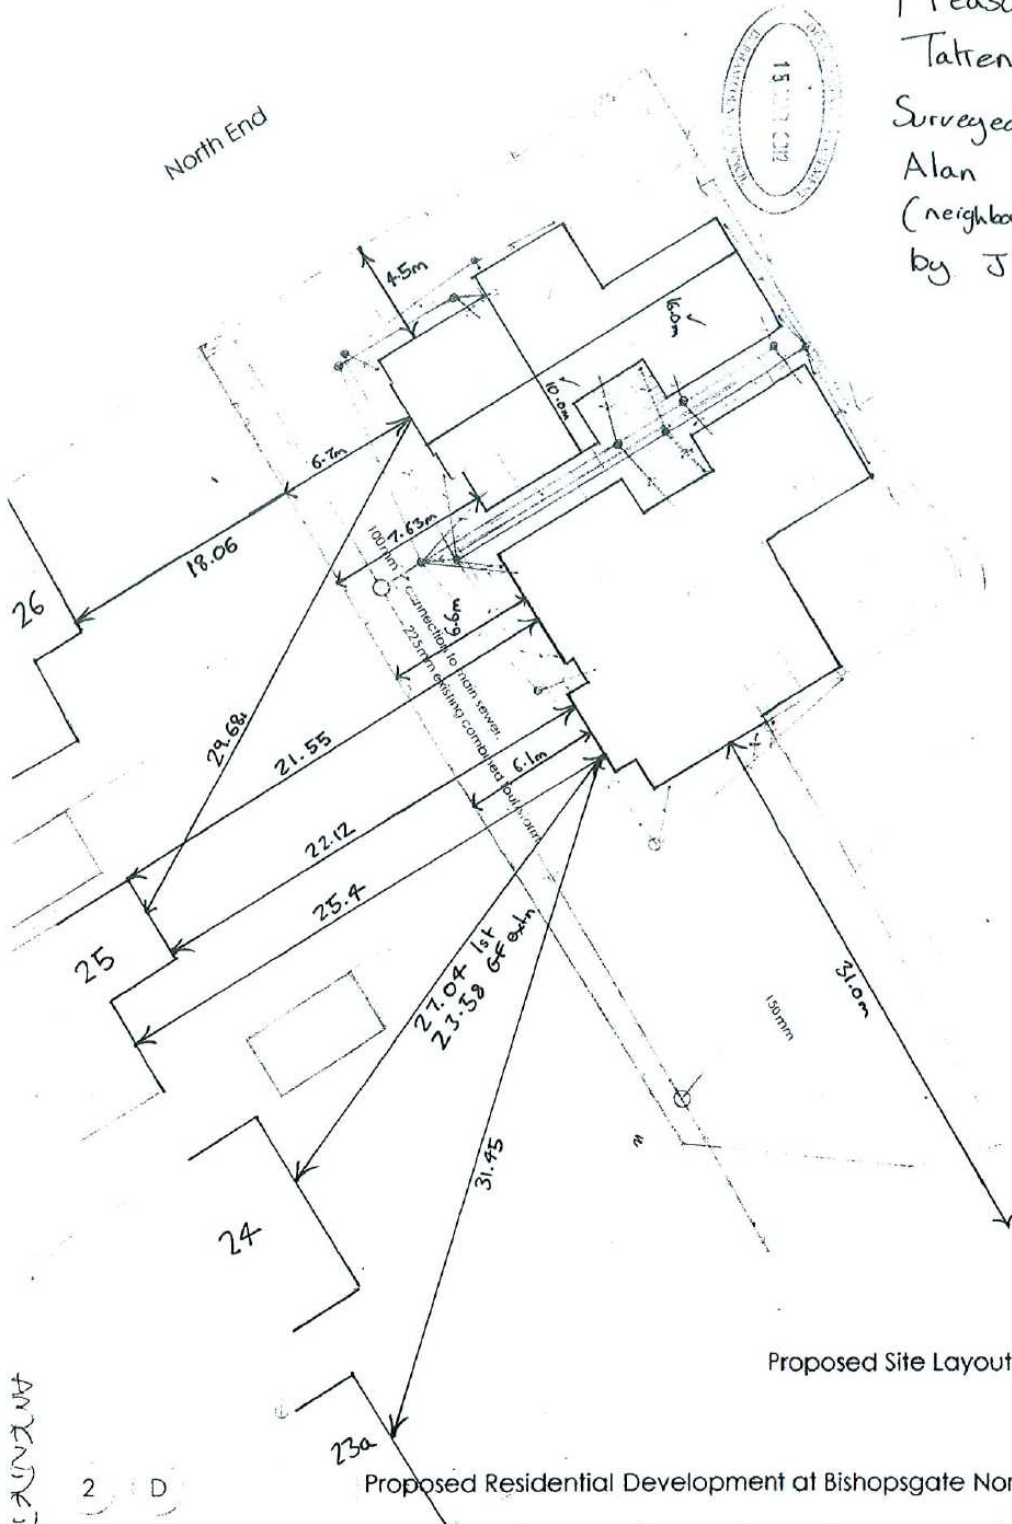 Taken
Surveyed
Alan
(neighbo
by J
North End
4.5m
16.0m ✓
10.0m ✓
6.7m
18.06
7.63m
100mm connection to main sewer
225mm existing combined foul/storm
6.6m
26
29.68
21.55
22.12
6.1m
25.4
25
27.04 1st
23.58 GF extn
31.0m
150mm
31.45
24
23a
Proposed Site Layout
2 D
Proposed Residential Development at Bishopsgate Nor